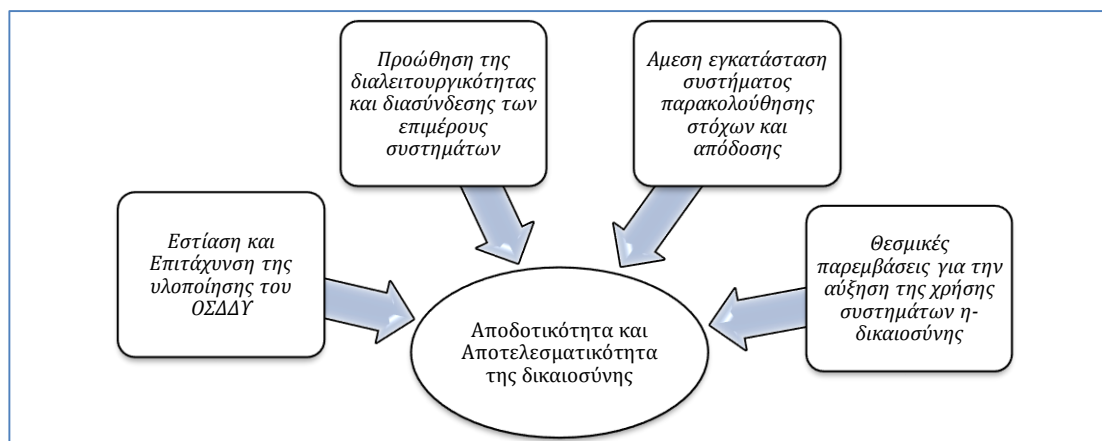 Προώθηση της
διαλειτουργικότητας
και διασύνδεσης των
επιμέρους
συστημάτων
Αμεση εγκατάσταση
συστήματος
παρακολούθησης
στόχων και
απόδοσης
Εστίαση και
Επιτάχυνση της
υλοποίησης του
ΟΣΔΔΥ
Θεσμικές
παρεμβάσεις για την
αύξηση της χρήσης
συστημάτων η-
δικαιοσύνης
Αποδοτικότητα και
Αποτελεσματικότητα
της δικαιοσύνης